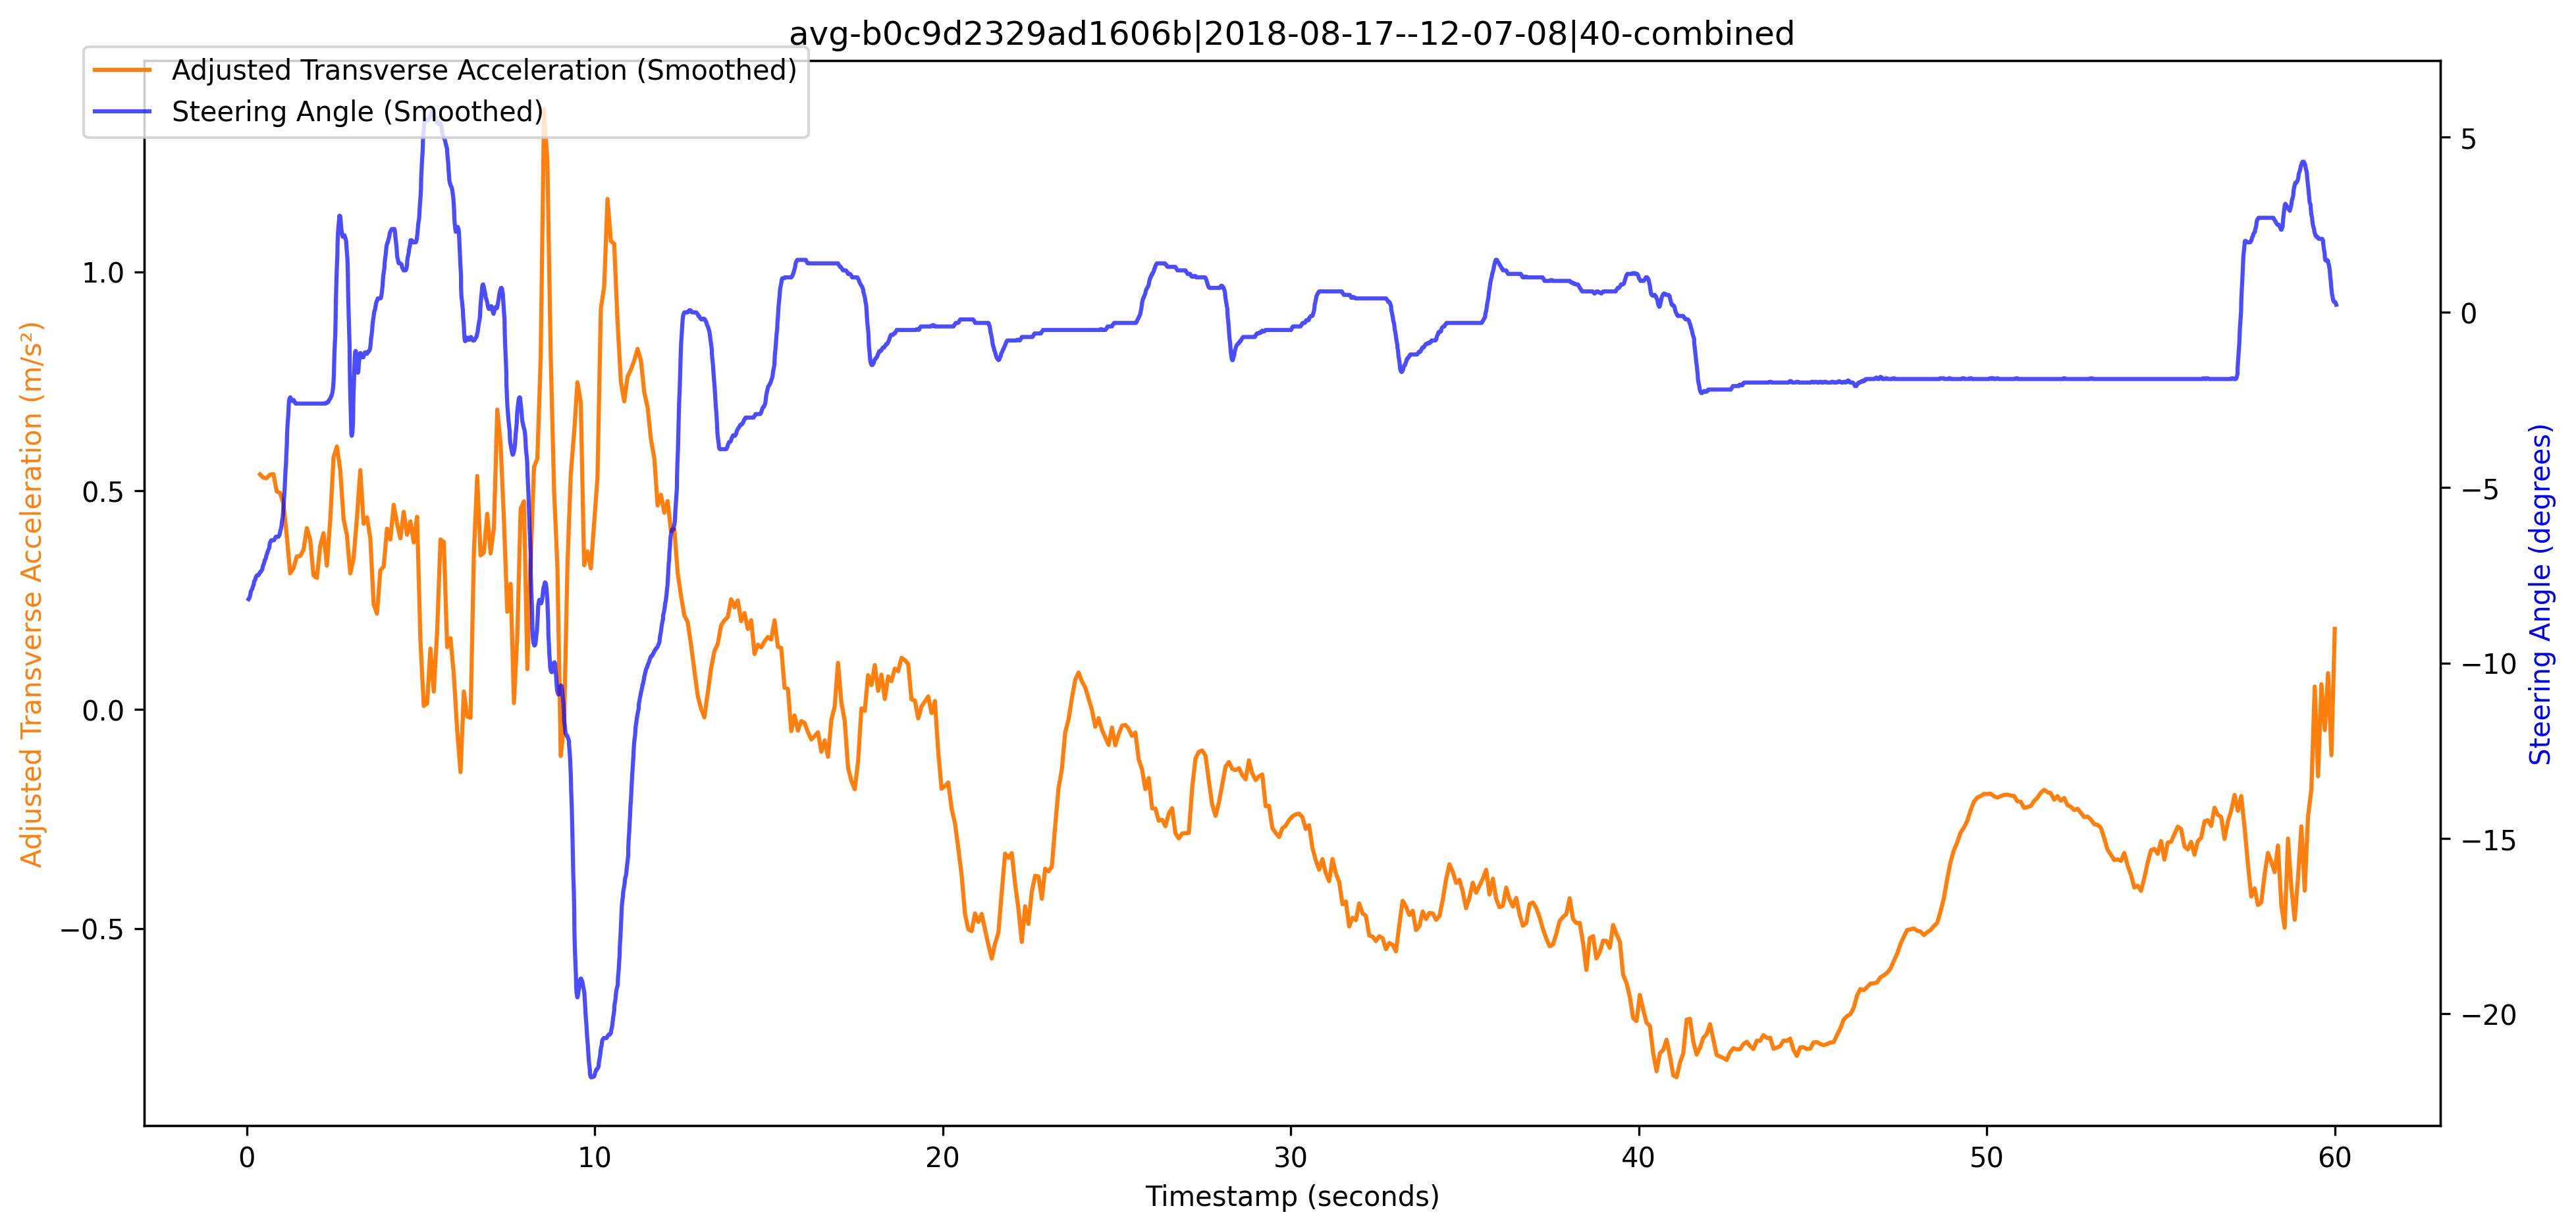 avg-b0c9d2329ad1606b|2018-08-17--12-07-08|40-combined
Adjusted Transverse Acceleration (Smoothed)
Steering Angle (Smoothed)
Adjusted Transverse Acceleration (m/s²)
1.0
0.5
0.0
−0.5
5
0
−5
−10
−15
−20
Steering Angle (degrees)
0 10 20 30 40 50 60
Timestamp (seconds)